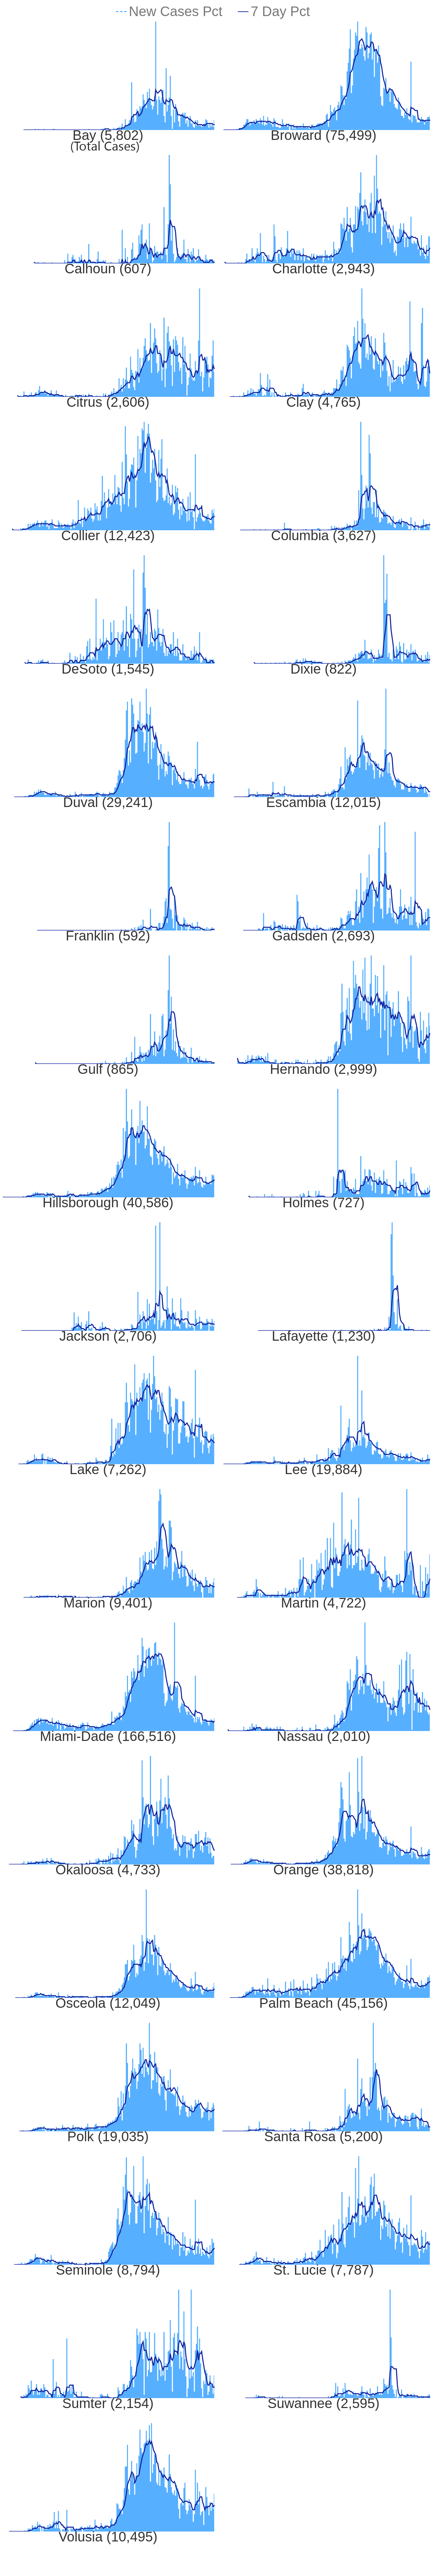 New Cases Pct 7 Day Pct
Bay (5,802) Broward (75,499)
(Total Cases)
Calhoun (607) Charlotte (2,943)
Citrus (2,606) Clay (4,765)
Collier (12,423) Columbia (3,627)
DeSoto (1,545) Dixie (822)
Duval (29,241) Escambia (12,015)
Franklin (592) Gadsden (2,693)
Gulf (865) Hernando (2,999)
Hillsborough (40,586) Holmes (727)
Jackson (2,706) Lafayette (1,230)
Lake (7,262) Lee (19,884)
Marion (9,401) Martin (4,722)
Miami-Dade (166,516) Nassau (2,010)
Okaloosa (4,733) Orange (38,818)
Osceola (12,049) Palm Beach (45,156)
Polk (19,035) Santa Rosa (5,200)
Seminole (8,794) St. Lucie (7,787)
Sumter (2,154) Suwannee (2,595)
Volusia (10,495)